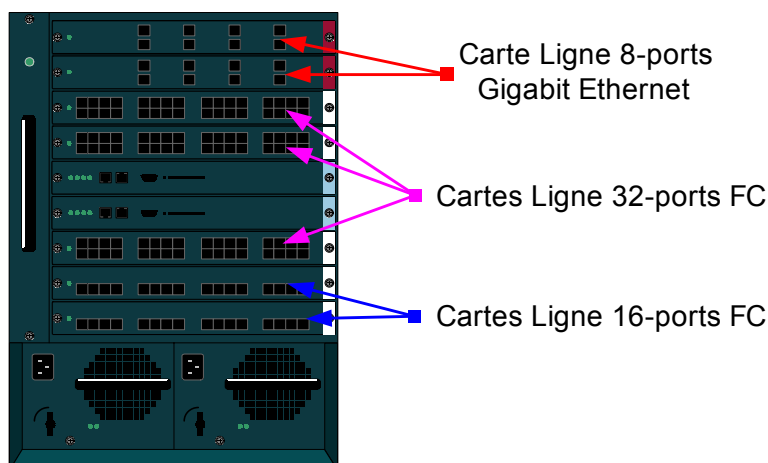 Carte Ligne 8-ports
Gigabit Ethernet
Cartes Ligne 32-ports FC
Cartes Ligne 16-ports FC